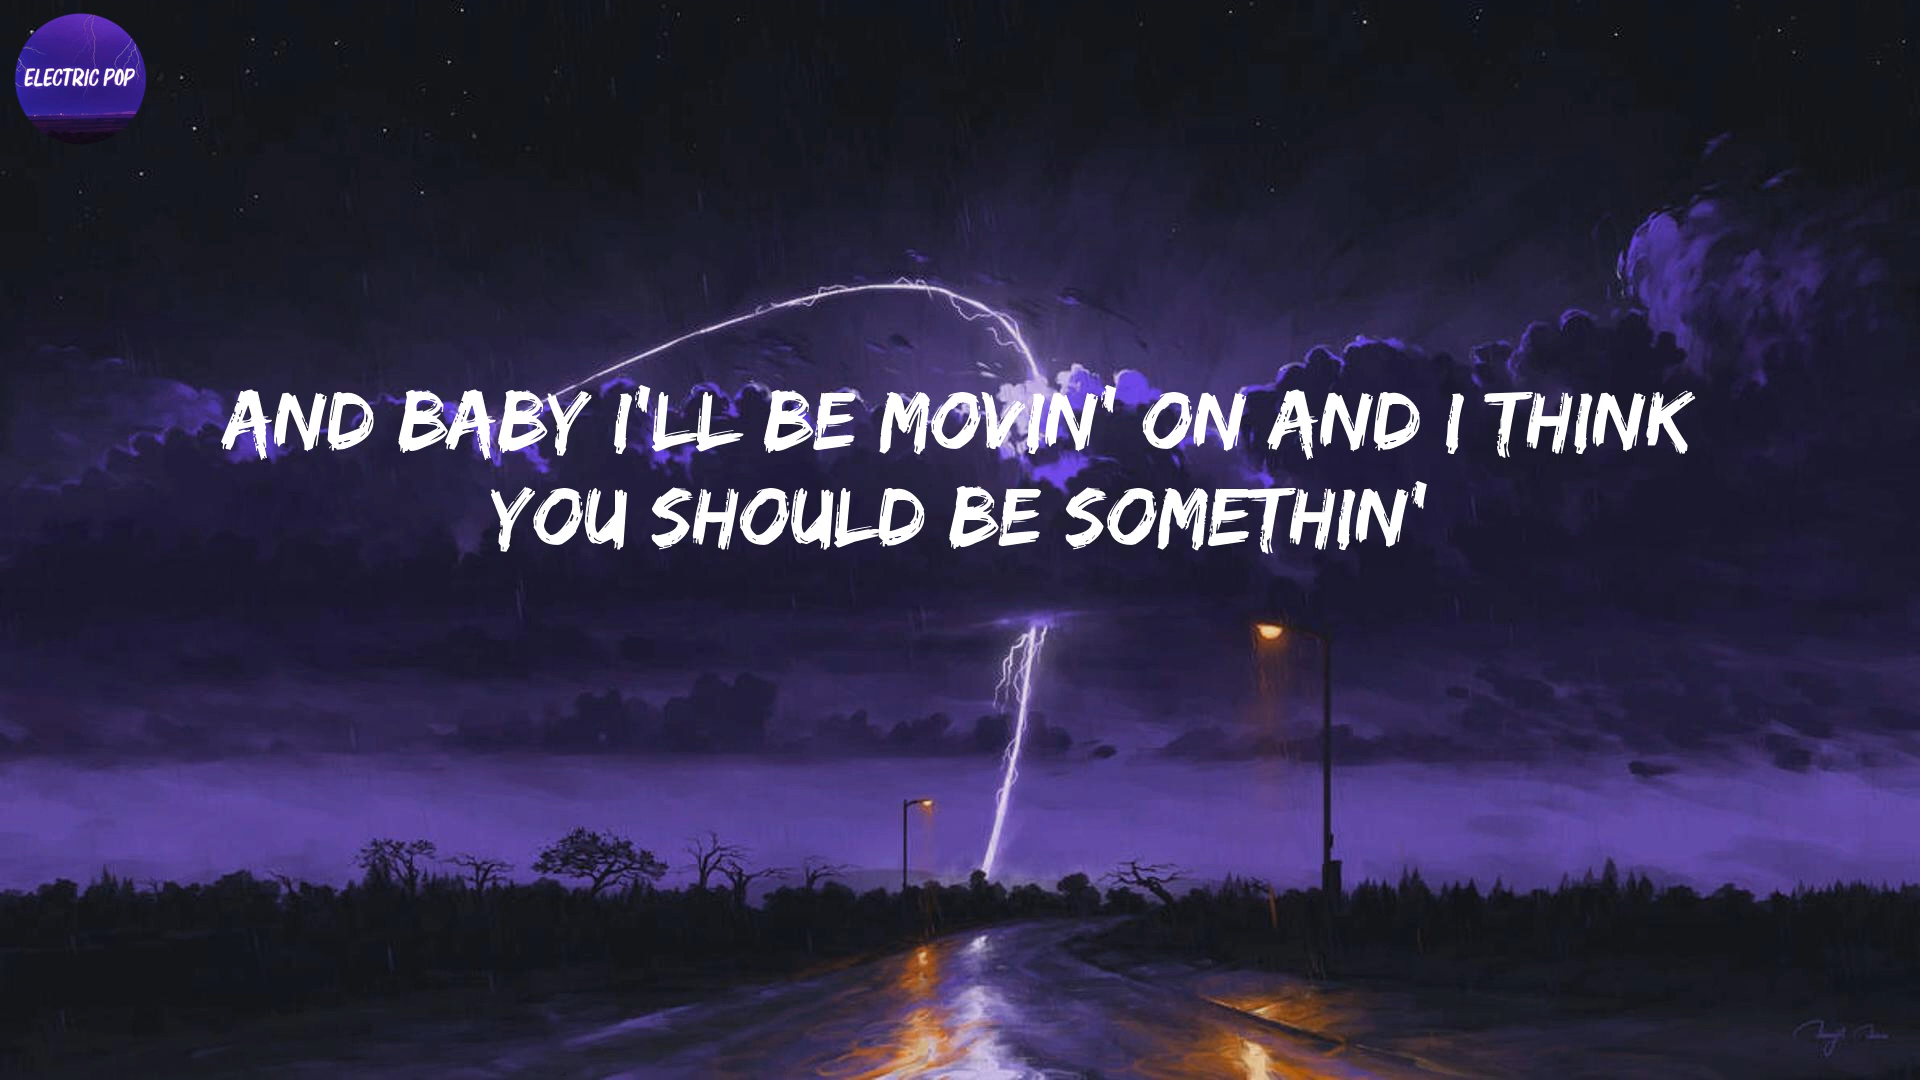 ELECTRIC POP
AND BABY I'LL BE MOVIN' ON AND I THINK
YOU SHOULD BE SOMETHIN'